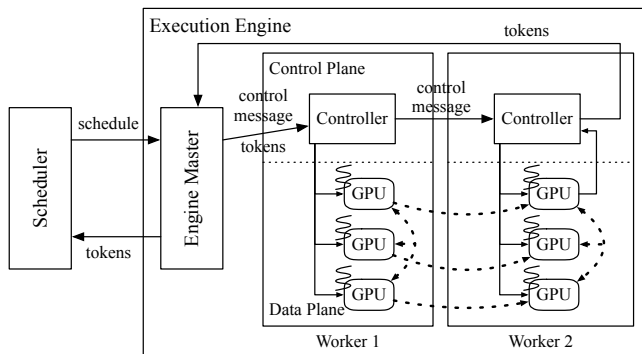 Execution Engine
tokens
Control Plane
schedule
control
message
tokens
control
message
Controller
Controller
Scheduler
Engine Master
GPU
GPU
GPU
GPU
GPU
GPU
tokens
Data Plane
Worker 1
Worker 2